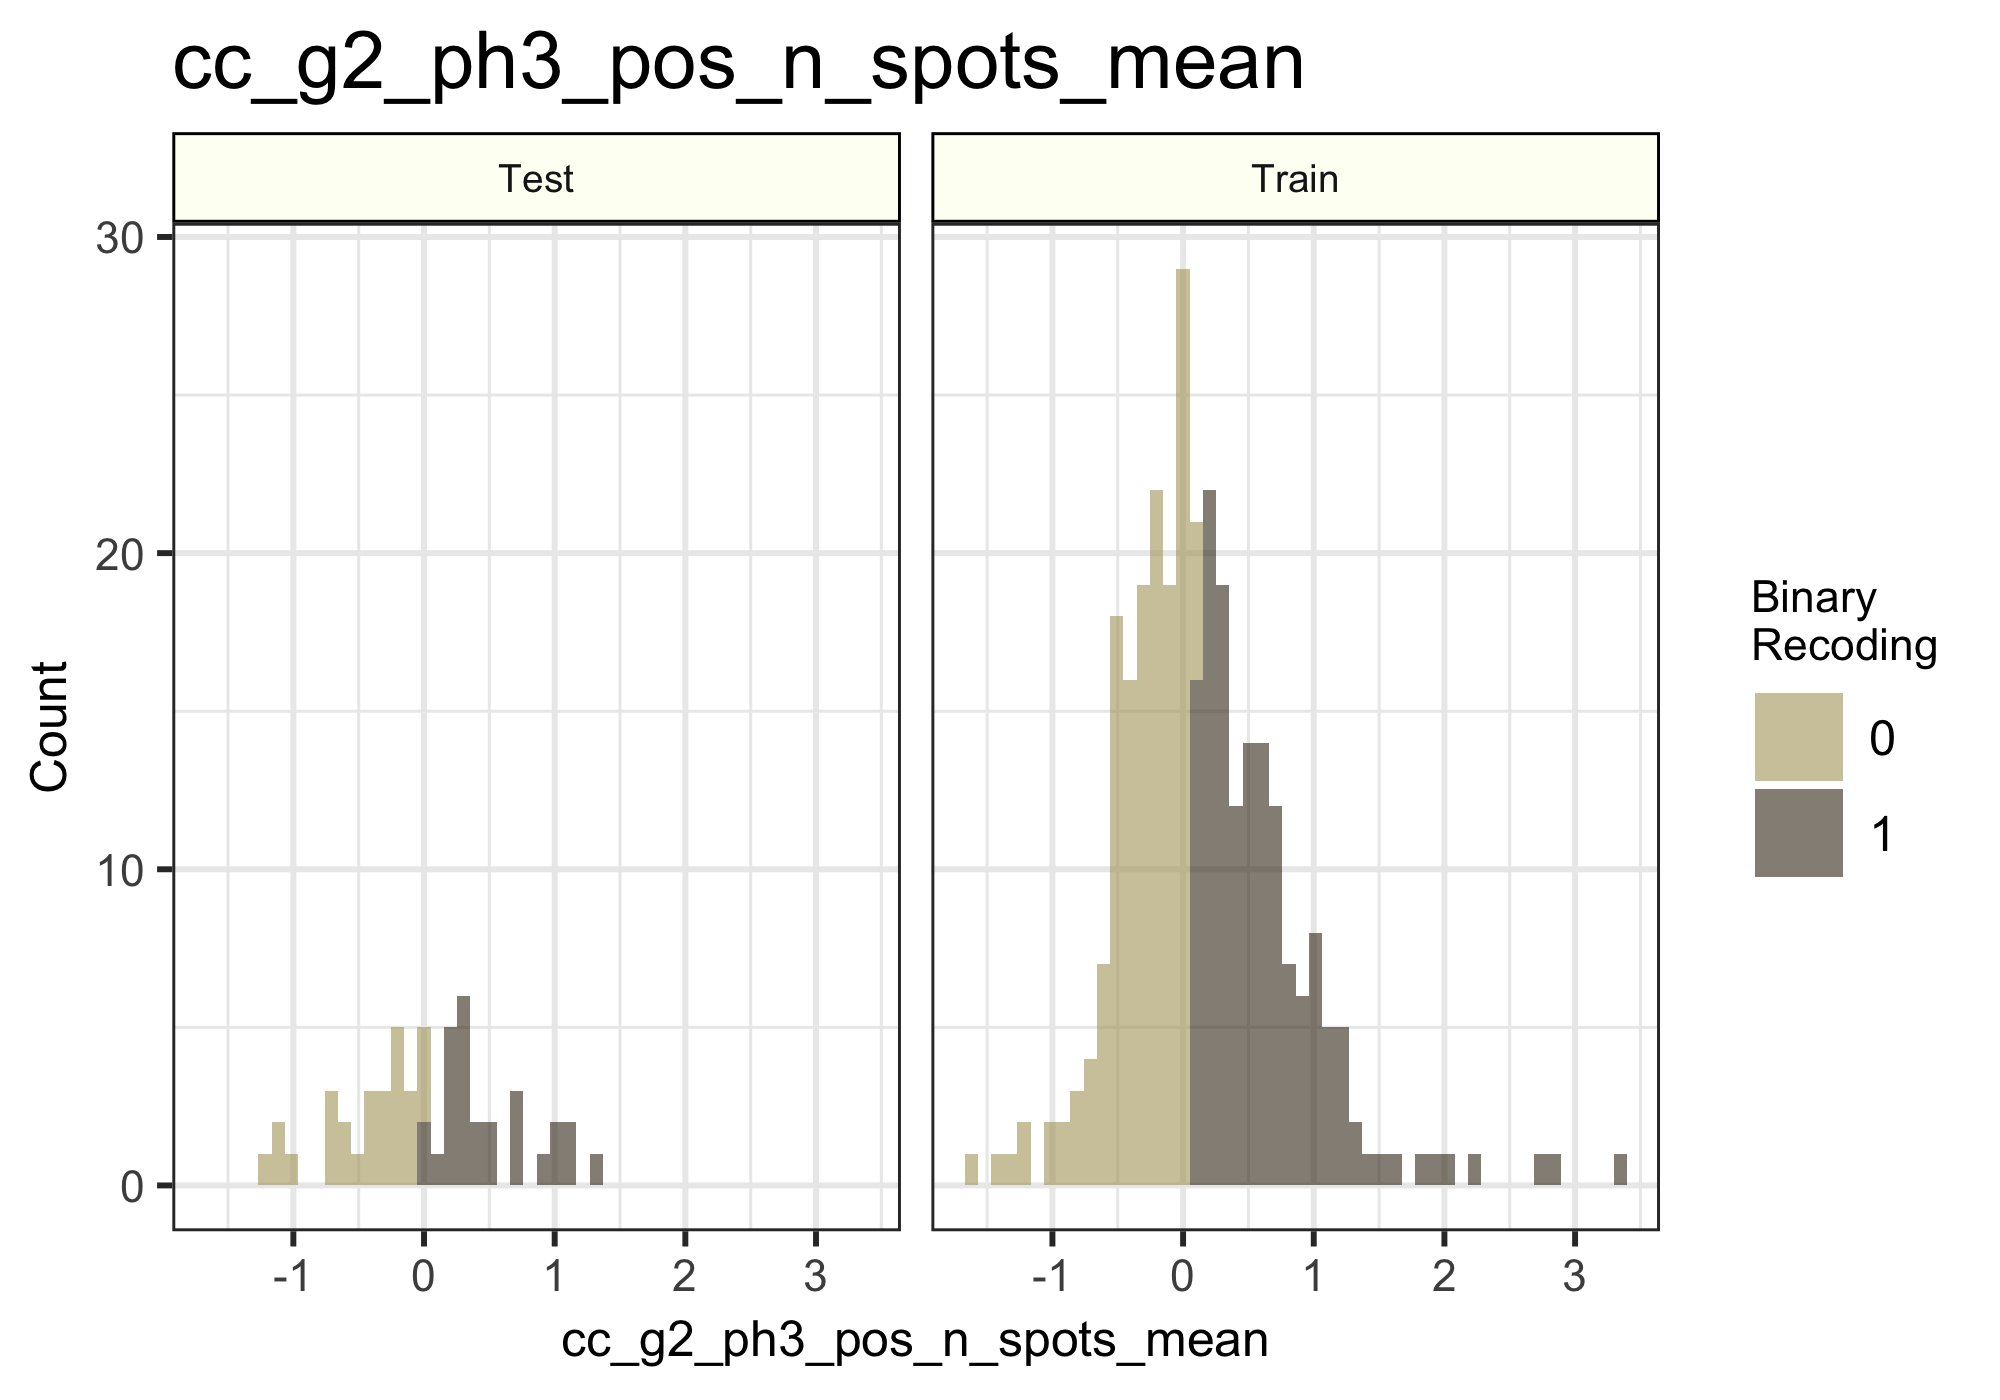 cc_g2_ph3_pos_n_spots_mean
Test
Train
30
20
10
0
Count
-1 0 1 2 3
-1 0 1 2 3
cc_g2_ph3_pos_n_spots_mean
Binary
Recoding
0
1